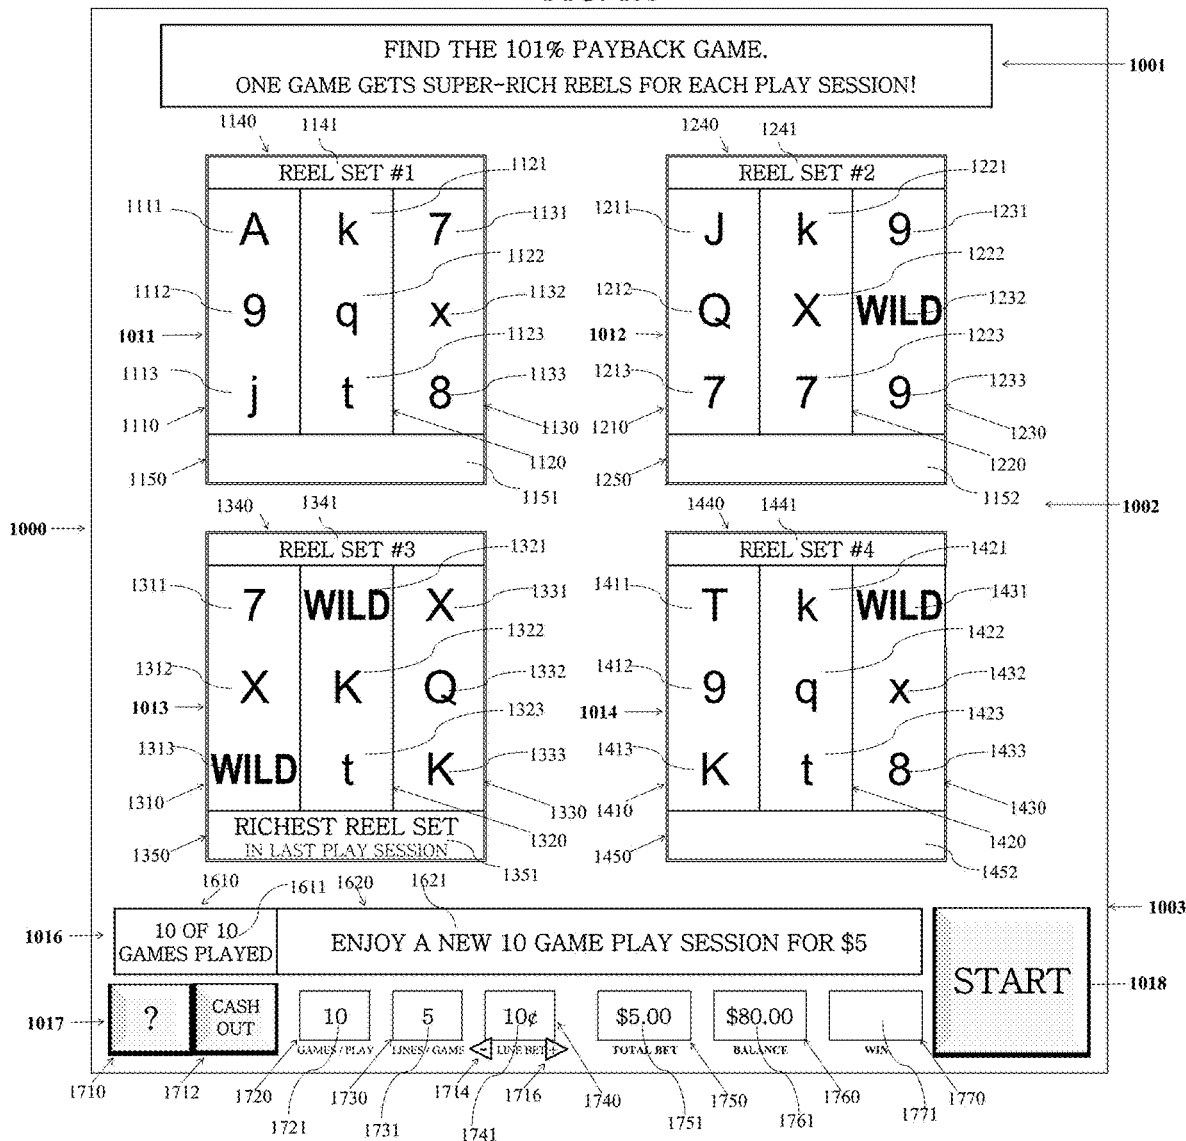 FIND THE 101% PAYBACK GAME.
ONE GAME GETS SUPER-RICH REELS FOR EACH PLAY SESSION!
1001
1140 1141 1240 1241
REEL SET #1 1121 REEL SET #2 1221
1111 A k 7 1131 1211 J k 9 1231
1122 1222
1112 9 q x 1132 1212 Q X WILD 1232
1011 1123 1012 1223
1113 j t 8 1133 1213 7 7 9 1233
1110 1130 1210 1230
1120 1220
1150 1151 1250 1152
1000 1002
1340 1341 1440 1441
REEL SET #3 1321 REEL SET #4 1421
1311 7 WILD X 1331 1411 T k WILD 1431
1322 1422
1312 X K Q 1332 1412 9 q x 1432
1013 1323 1014 1423
1313 WILD t K 1333 1413 K t 8 1433
1310 1330 1410 1430
RICHEST REEL SET 1320 1420
1350 IN LAST PLAY SESSION 1351 1450 1452
1610 1611 1620 1621
1003
1016 10 OF 10
GAMES PLAYED
ENJOY A NEW 10 GAME PLAY SESSION FOR $5
START 1018
1017 ? CASH
OUT
10 5 10¢ $5.00 $80.00
GAMES / PLAY LINES / GAME - LINE BET + TOTAL BET BALANCE WIN
1710 1712 1720 1730 1714 1716 1740 1750 1760 1770
1721 1731 1741 1751 1761 1771